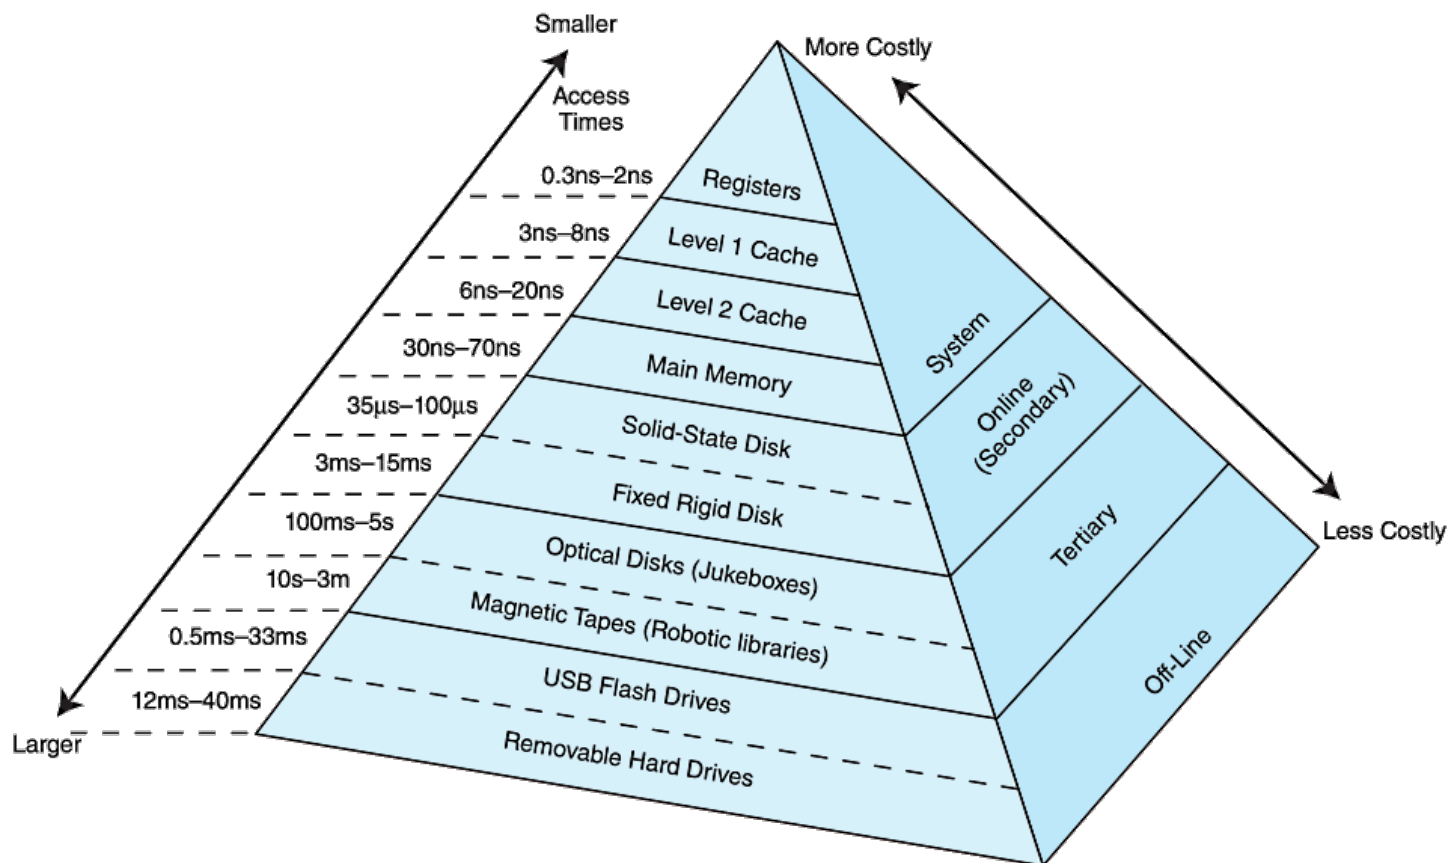 Smaller
More Costly
Access
Times
0.3ns–2ns
Registers
3ns–8ns
Level 1 Cache
6ns–20ns
Level 2 Cache
System
30ns–70ns
Main Memory
Online
(Secondary)
35μs–100μs
Solid-State Disk
3ms–15ms
Fixed Rigid Disk
100ms–5s
Optical Disks (Jukeboxes)
Tertiary
Less Costly
10s–3m
Magnetic Tapes (Robotic libraries)
0.5ms–33ms
USB Flash Drives
Off-Line
12ms–40ms
Removable Hard Drives
Larger